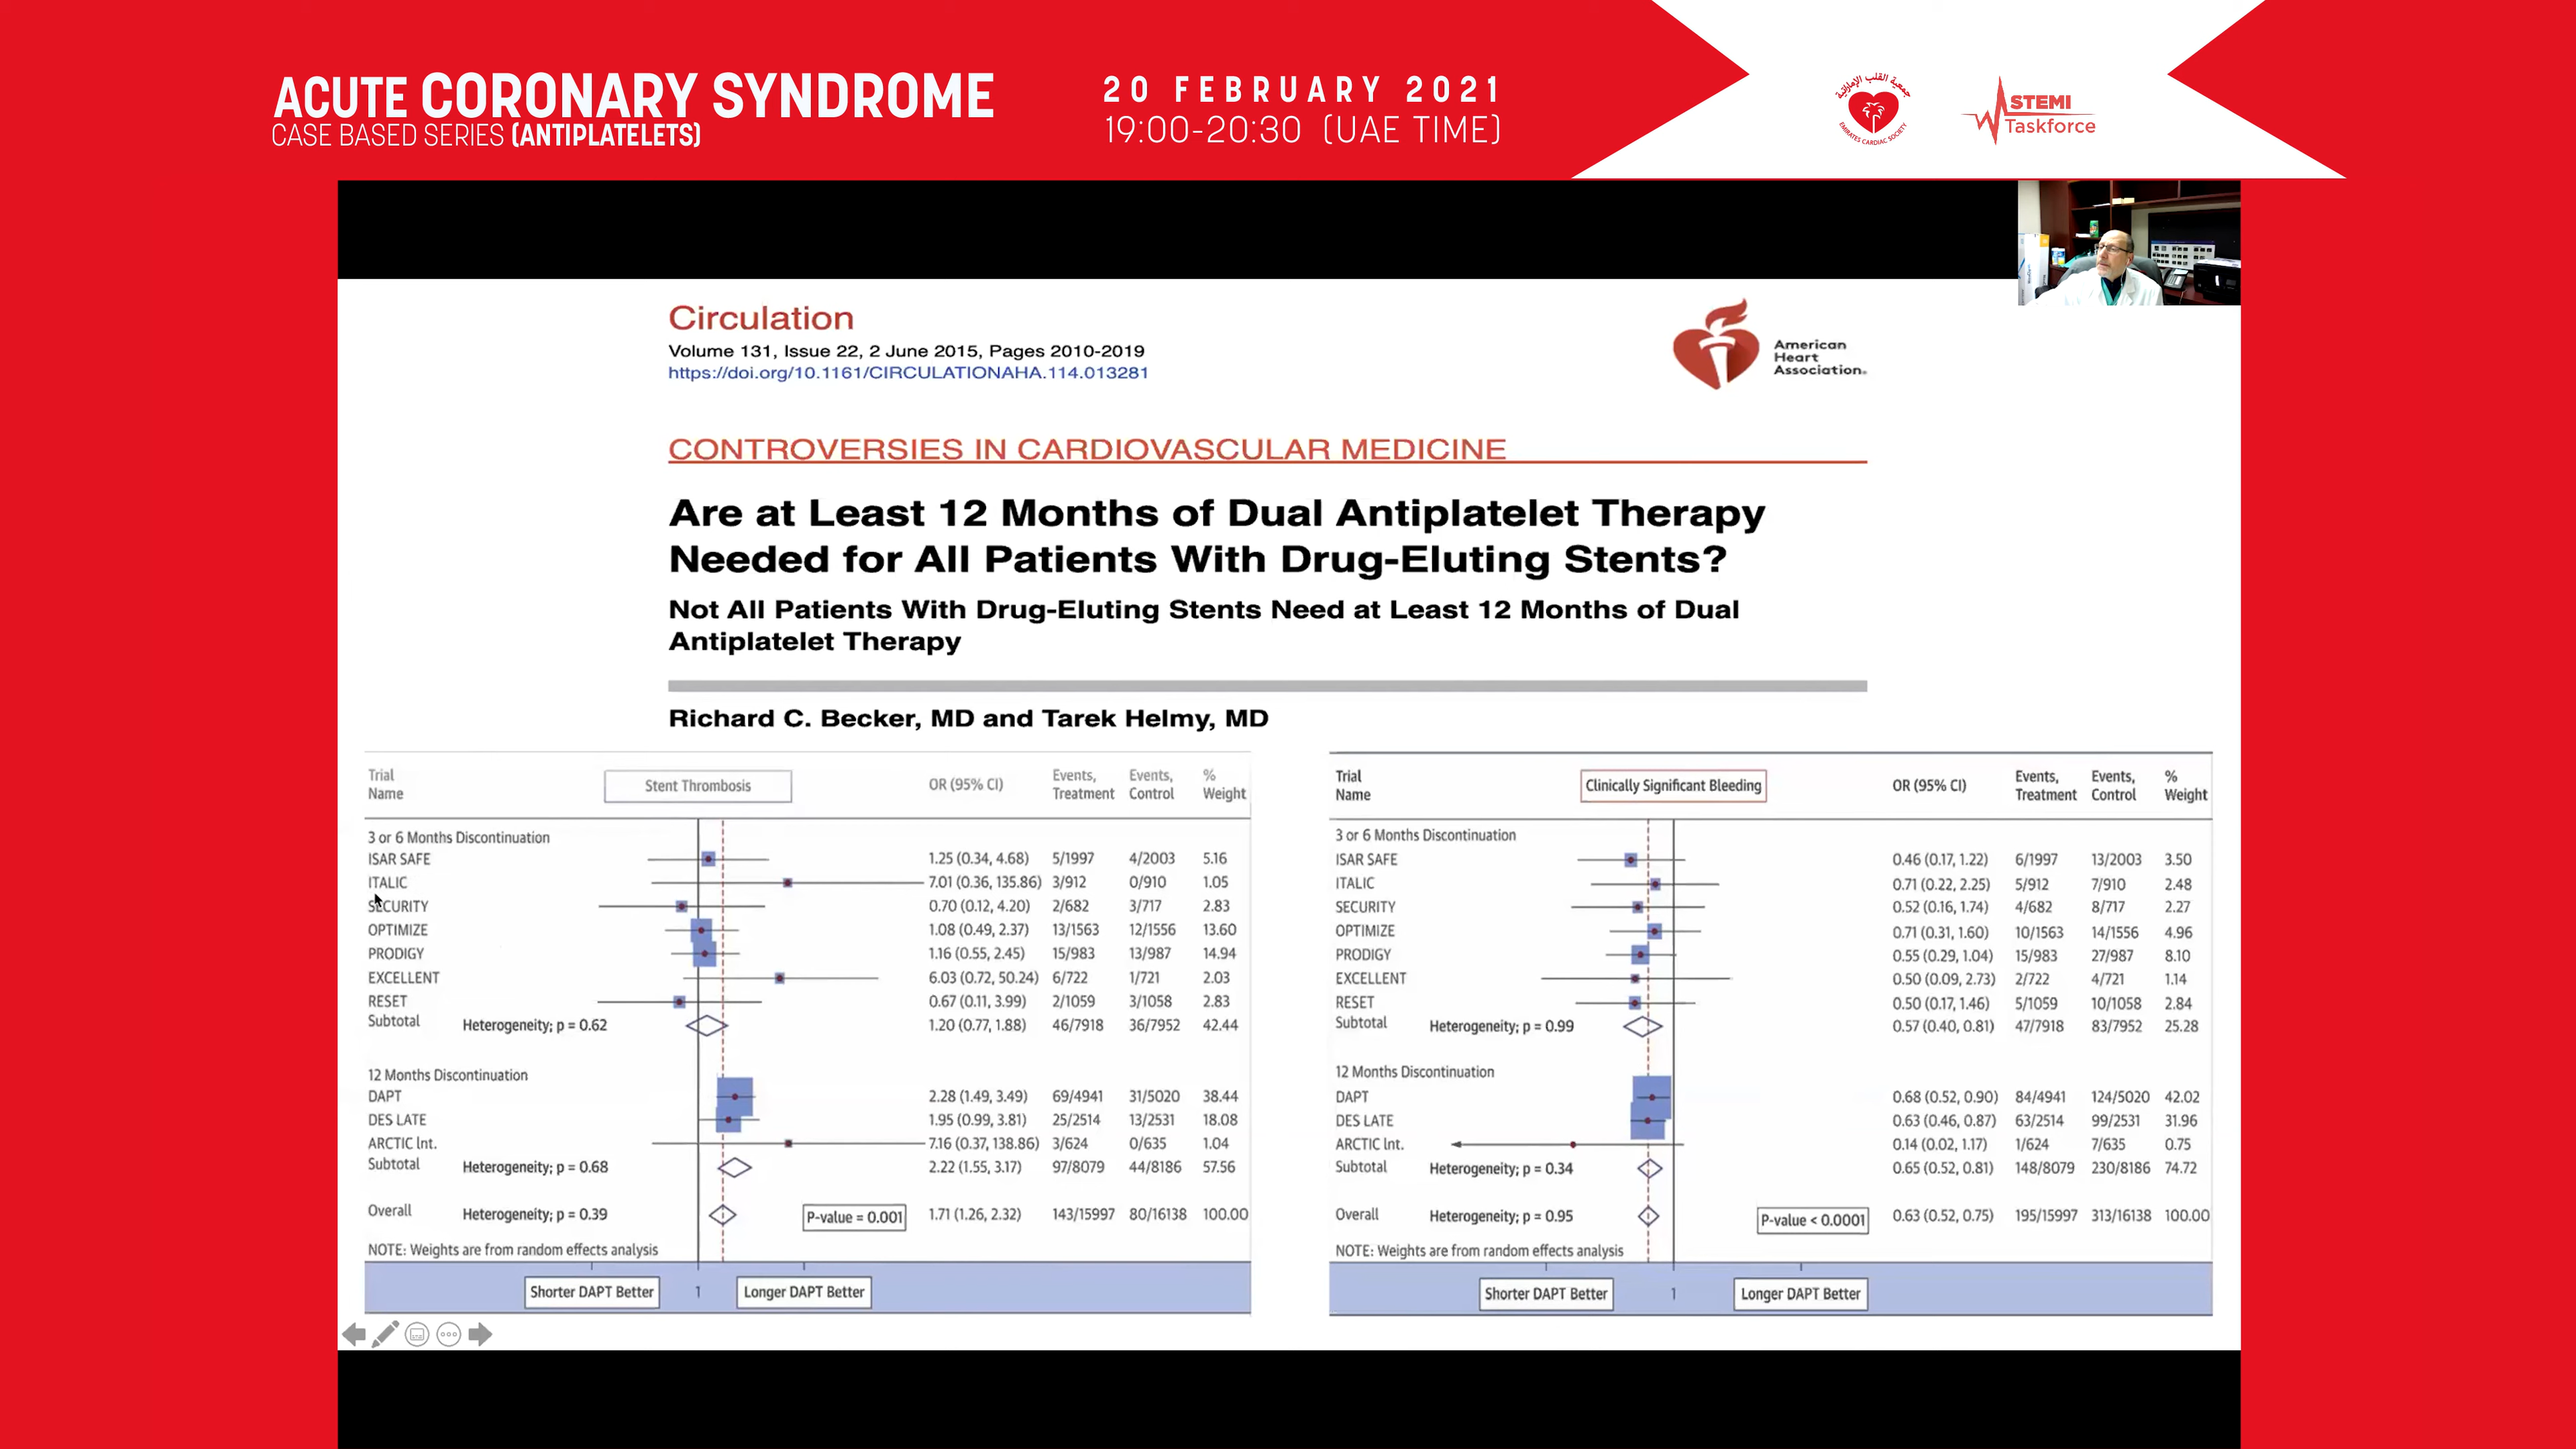 ACUTE CORONARY SYNDROME
CASE BASED SERIES (ANTIPLATELETS)
20 FEBRUARY 2021
19:00-20:30 (UAE TIME)
جمعية القلب الإماراتية
EMIRATES CARDIAC SOCIETY
STEMI
Taskforce
Circulation
Volume 131, Issue 22, 2 June 2015, Pages 2010-2019
https://doi.org/10.1161/CIRCULATIONAHA.114.013281
American
Heart
Association®
CONTROVERSIES IN CARDIOVASCULAR MEDICINE
Are at Least 12 Months of Dual Antiplatelet Therapy
Needed for All Patients With Drug-Eluting Stents?
Not All Patients With Drug-Eluting Stents Need at Least 12 Months of Dual
Antiplatelet Therapy
Richard C. Becker, MD and Tarek Helmy, MD
Trial Name Stent Thrombosis OR (95% CI) Events, Treatment Events, Control % Weight
3 or 6 Months Discontinuation
ISAR SAFE 1.25 (0.34, 4.68) 5/1997 4/2003 5.16
ITALIC 7.01 (0.36, 135.86) 3/912 0/910 1.05
SECURITY 0.70 (0.12, 4.20) 2/682 3/717 2.83
OPTIMIZE 1.08 (0.49, 2.37) 13/1563 12/1556 13.60
PRODIGY 1.16 (0.55, 2.45) 15/983 13/987 14.94
EXCELLENT 6.03 (0.72, 50.24) 6/722 1/721 2.03
RESET 0.67 (0.11, 3.99) 2/1059 3/1058 2.83
Subtotal Heterogeneity; p = 0.62 1.20 (0.77, 1.88) 46/7918 36/7952 42.44
12 Months Discontinuation
DAPT 2.28 (1.49, 3.49) 69/4941 31/5020 38.44
DES LATE 1.95 (0.99, 3.81) 25/2514 13/2531 18.08
ARCTIC Int. 7.16 (0.37, 138.86) 3/624 0/635 1.04
Subtotal Heterogeneity; p = 0.68 2.22 (1.55, 3.17) 97/8079 44/8186 57.56
Overall Heterogeneity; p = 0.39 P-value = 0.001 1.71 (1.26, 2.32) 143/15997 80/16138 100.00
NOTE: Weights are from random effects analysis
Shorter DAPT Better 1 Longer DAPT Better
Trial Name Clinically Significant Bleeding OR (95% CI) Events, Treatment Events, Control % Weight
3 or 6 Months Discontinuation
ISAR SAFE 0.46 (0.17, 1.22) 6/1997 13/2003 3.50
ITALIC 0.71 (0.22, 2.25) 5/912 7/910 2.48
SECURITY 0.52 (0.16, 1.74) 4/682 8/717 2.27
OPTIMIZE 0.71 (0.31, 1.60) 10/1563 14/1556 4.96
PRODIGY 0.55 (0.29, 1.04) 15/983 27/987 8.10
EXCELLENT 0.50 (0.09, 2.73) 2/722 4/721 1.14
RESET 0.50 (0.17, 1.46) 5/1059 10/1058 2.84
Subtotal Heterogeneity; p = 0.99 0.57 (0.40, 0.81) 47/7918 83/7952 25.28
12 Months Discontinuation
DAPT 0.68 (0.52, 0.90) 84/4941 124/5020 42.02
DES LATE 0.63 (0.46, 0.87) 63/2514 99/2531 31.96
ARCTIC Int. 0.14 (0.02, 1.17) 1/624 7/635 0.75
Subtotal Heterogeneity; p = 0.34 0.65 (0.52, 0.81) 148/8079 230/8186 74.72
Overall Heterogeneity; p = 0.95 P-value < 0.0001 0.63 (0.52, 0.75) 195/15997 313/16138 100.00
NOTE: Weights are from random effects analysis
Shorter DAPT Better 1 Longer DAPT Better